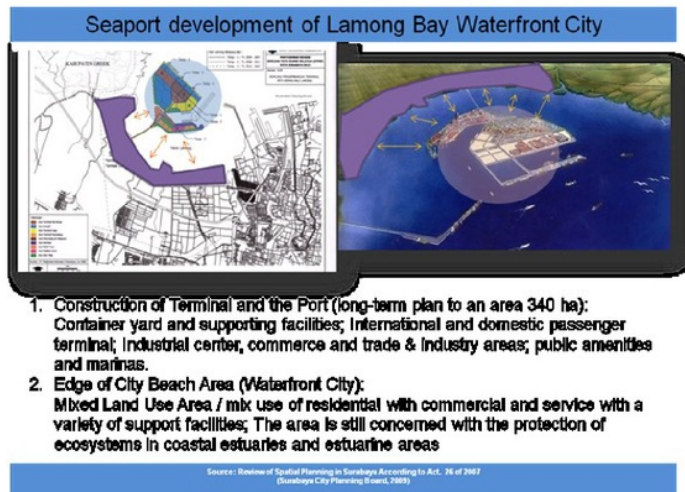 Seaport development of Lamong Bay Waterfront City
KABUPATEN GRESIK
1. Construction of Terminal and the Port (long-term plan to an area 340 ha):
Container yard and supporting facilities; International and domestic passenger
terminal; Industrial center, commerce and trade & Industry areas; public amenities
and marinas.
2. Edge of City Beach Area (Waterfront City):
Mixed Land Use Area / mix use of residential with commercial and service with a
variety of support facilities; The area is still concerned with the protection of
ecosystems in coastal estuaries and estuarine areas
Source: Review of Spatial Planning in Surabaya According to Act. 26 of 2007
(Surabaya City Planning Board, 2009)